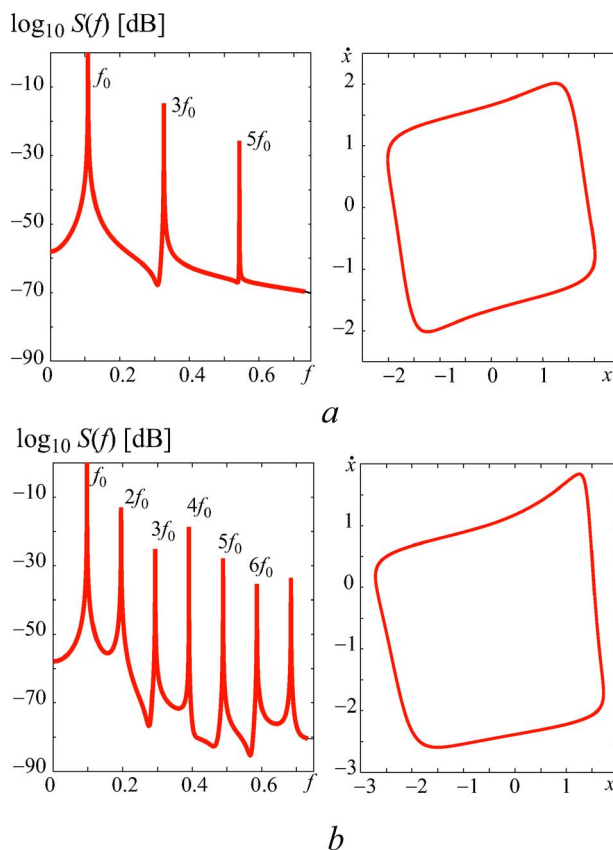 log₁₀ S(f) [dB]
f₀
3f₀
5f₀
−10
−30
−50
−70
−90
0 0.2 0.4 0.6 f
ẋ
2
1
0
−1
−2
−2 −1 0 1 x
a
log₁₀ S(f) [dB]
f₀
2f₀
3f₀
4f₀
5f₀
6f₀
−10
−30
−50
−70
−90
0 0.2 0.4 0.6 f
ẋ
1
0
−1
−2
−3
−3 −2 −1 0 1 x
b